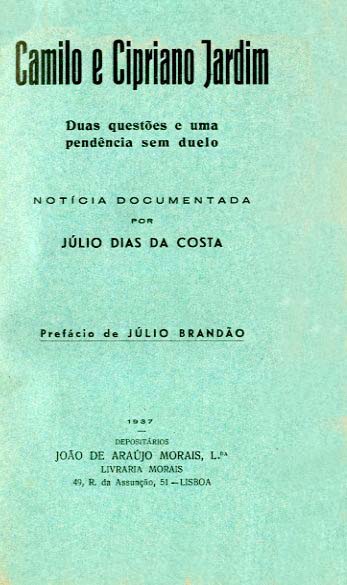 Camilo e Cipriano Jardim
Duas questões e uma
pendência sem duelo
NOTÍCIA DOCUMENTADA
POR
JÚLIO DIAS DA COSTA
Prefácio de JÚLIO BRANDÃO
1937
DEPOSITÁRIOS
JOÃO DE ARAÚJO MORAIS, L.DA
LIVRARIA MORAIS
49, R. da Assunção, 51 — LISBOA